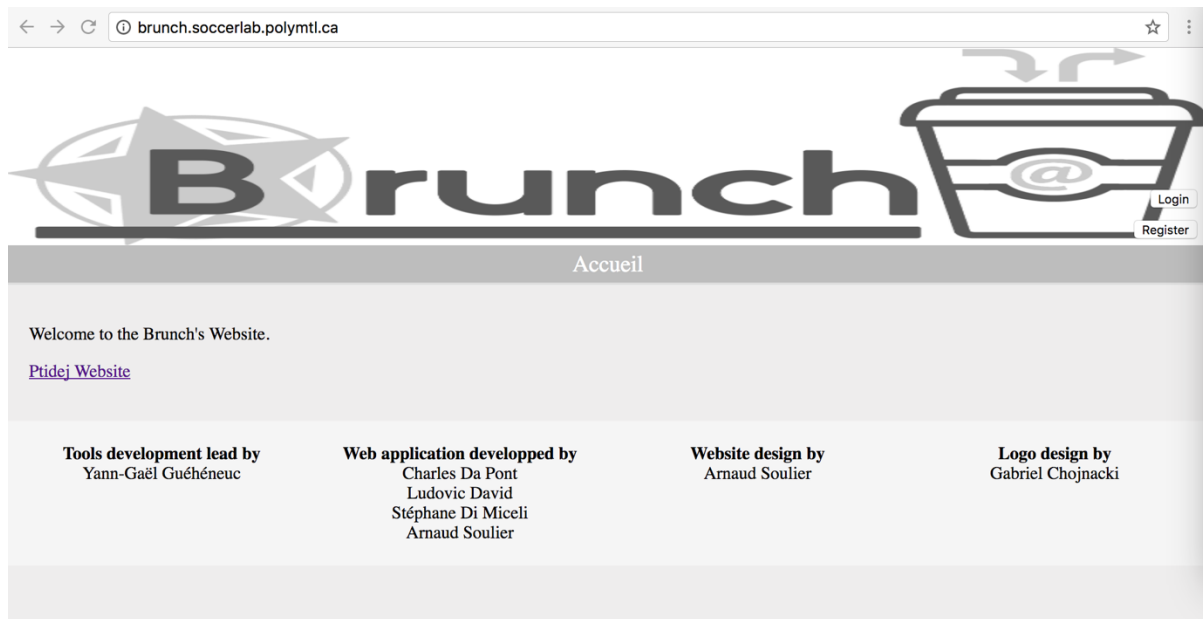 brunch.soccerlab.polymtl.ca
Brunch
@
Login
Register
Accueil
Welcome to the Brunch's Website.
Ptidej Website
Tools development lead by
Yann-Gaël Guéhéneuc
Web application developped by
Charles Da Pont
Ludovic David
Stéphane Di Miceli
Arnaud Soulier
Website design by
Arnaud Soulier
Logo design by
Gabriel Chojnacki